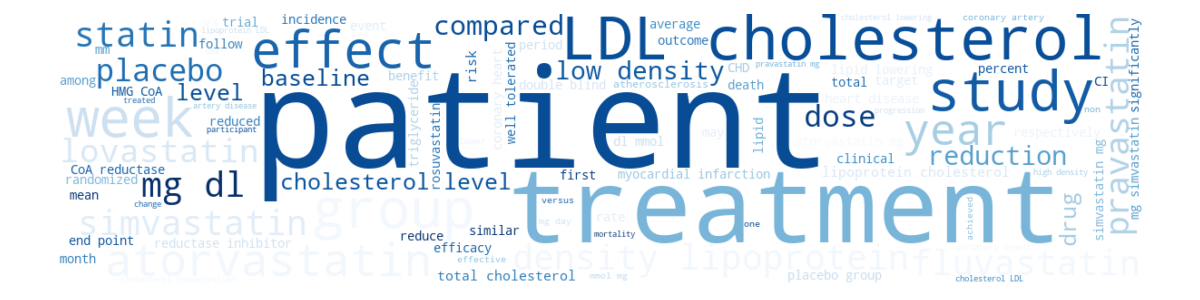 trial incidence event cholesterol lowering coronary artery
lipoprotein LDL
statin compared LDL average cholesterol
follow effect outcome
mm period
among placebo baseline benefit risk well tolerated low density CHD lipid lowering percent CI
double blind atherosclerosis death target total
HMG CoA level
treated
artery disease
patient
heart disease study
week reduced dose progression non
participant
year respectively
lovastatin triglyceride rosuvastatin coronary heart dl mmol may lipid atorvastatin mg
clinical reduction
CoA reductase
randomized mg dl cholesterol level first myocardial infarction lipoprotein cholesterol high density
mean treatment
change group versus
simvastatin mg day rate one achieved drug
end point reduce similar mortality
reductase inhibitor efficacy
month atorvastatin effective density lipoprotein fluvastatin
total cholesterol mmol mg placebo group cholesterol LDL
pravastatin mg
pravastatin
simvastatin mg
mg simvastatin
significantly